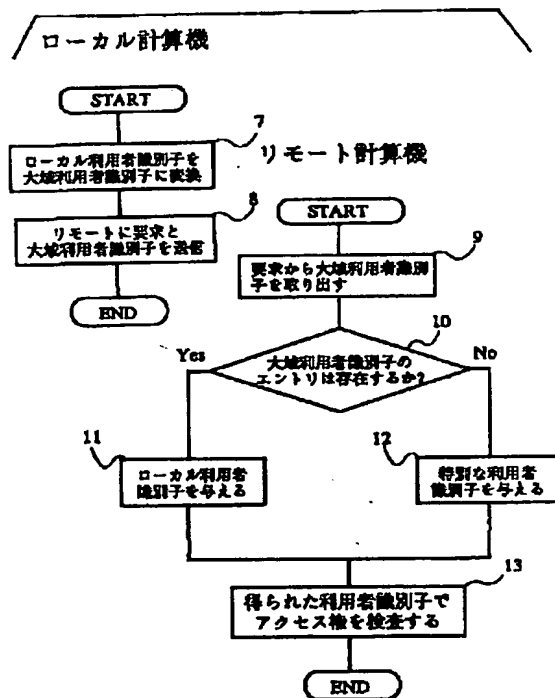 ローカル計算機
START
7
ローカル利用者識別子を
大域利用者識別子に変換
8
リモートに要求と
大域利用者識別子を送信
END
リモート計算機
START
9
要求から大域利用者識別
子を取り出す
10
大域利用者識別子の
エントリは存在するか?
Yes
No
11
ローカル利用者
識別子を与える
12
特別な利用者
識別子を与える
13
得られた利用者識別子で
アクセス権を検査する
END